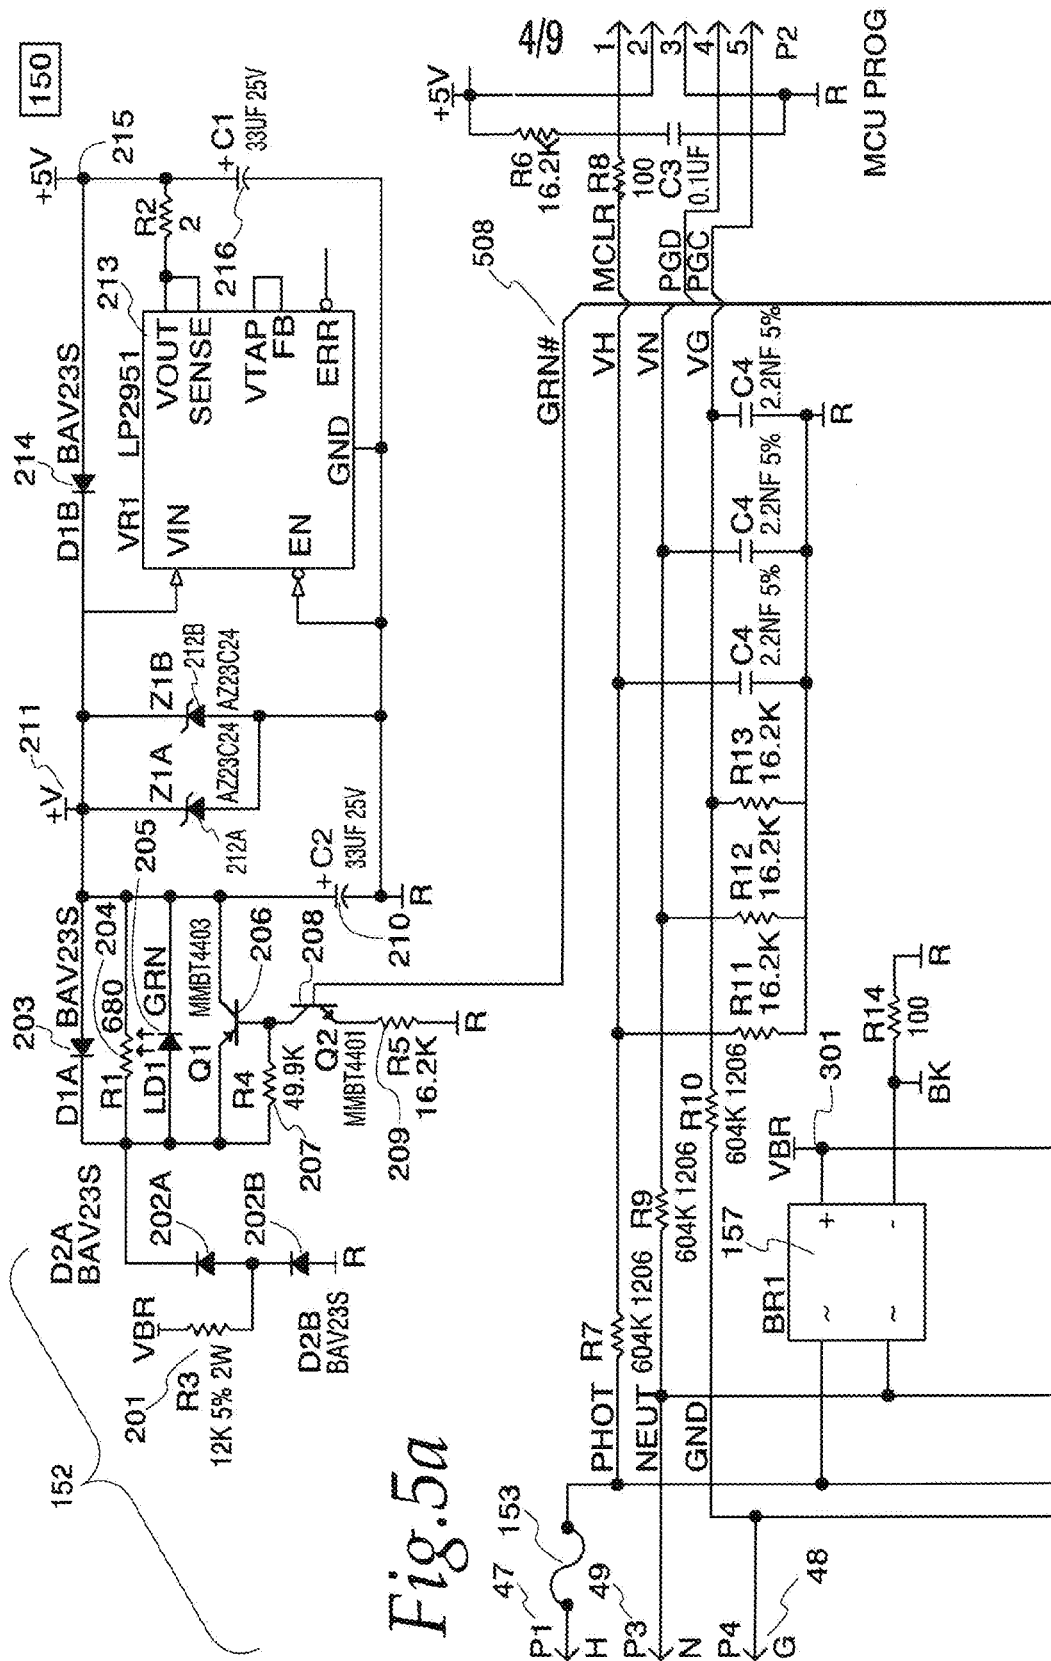 150
152
VBR
201
R3
12K 5% 2W
D2A
BAV23S
202A
202B
D2B
BAV23S
R
203
D1A
BAV23S
R1
680
204
LD1
GRN
205
Q1
MMBT4403
206
R4
49.9K
207
Q2
MMBT4401
208
R5
16.2K
209
R
+
C2
33UF 25V
210
R
+V
211
Z1A
AZ23C24
212A
Z1B
AZ23C24
212B
D1B
BAV23S
214
VR1
LP2951
213
VIN
VOUT
SENSE
VTAP
FB
ERR
EN
GND
R2
2
+5V
215
+
C1
33UF 25V
216
Fig.5a
4/9
P1
47
H
153
P3
49
N
P4
48
G
PHOT
NEUT
GND
R7
604K 1206
R9
604K 1206
R10
604K 1206
R11
16.2K
R12
16.2K
R13
16.2K
C4
2.2NF 5%
C4
2.2NF 5%
C4
2.2NF 5%
R
GRN#
508
VH
VN
VG
MCLR
PGD
PGC
R8
100
R6
16.2K
C3
0.1UF
+5V
1
2
3
4
5
P2
R
MCU PROG
BR1
157
~
~
+
-
VBR
301
BK
R14
100
R